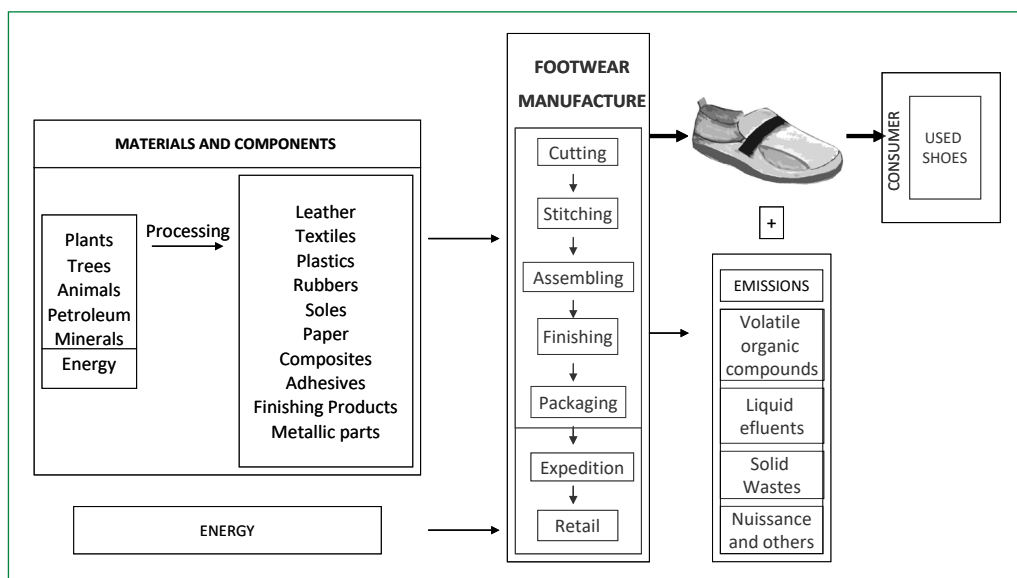 MATERIALS AND COMPONENTS
Plants
Trees
Animals
Petroleum
Minerals
Energy
Processing
Leather
Textiles
Plastics
Rubbers
Soles
Paper
Composites
Adhesives
Finishing Products
Metallic parts
ENERGY
FOOTWEAR
MANUFACTURE
Cutting
Stitching
Assembling
Finishing
Packaging
Expedition
Retail
+
EMISSIONS
Volatile
organic
compounds
Liquid
efluents
Solid
Wastes
Nuissance
and others
CONSUMER
USED
SHOES